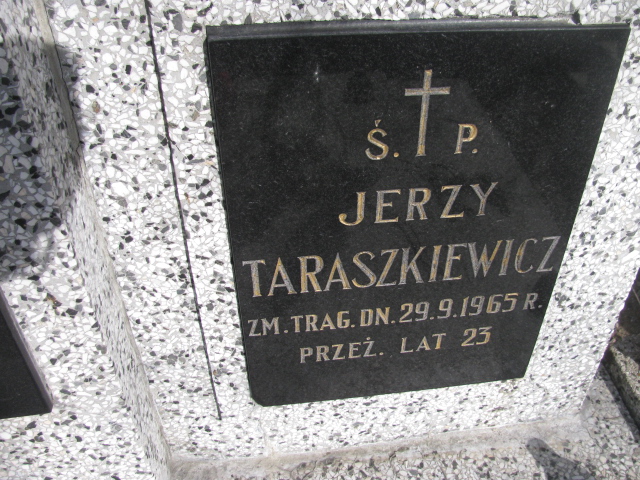 Ś. P.
JERZY
TARASZKIEWICZ
ZM. TRAG. DN. 29.9.1965 R.
PRZEŻ. LAT 23